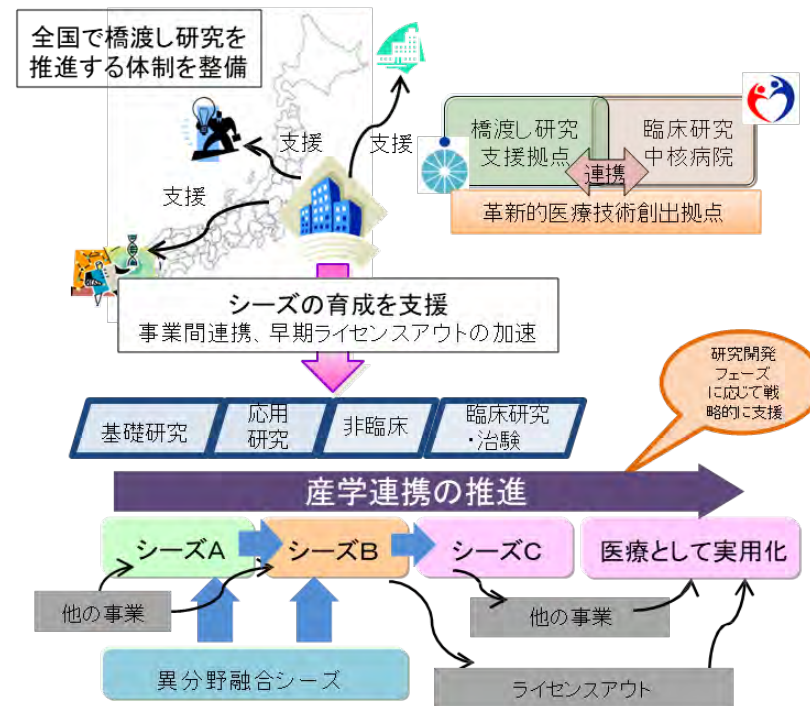 全国で橋渡し研究を
推進する体制を整備
支援
支援
支援
橋渡し研究
支援拠点
連携
臨床研究
中核病院
革新的医療技術創出拠点
シーズの育成を支援
事業間連携、早期ライセンスアウトの加速
研究開発
フェーズ
に応じて戦
略的に支援
基礎研究
応用
研究
非臨床
臨床研究
・治験
産学連携の推進
シーズA
シーズB
シーズC
医療として実用化
他の事業
他の事業
異分野融合シーズ
ライセンスアウト